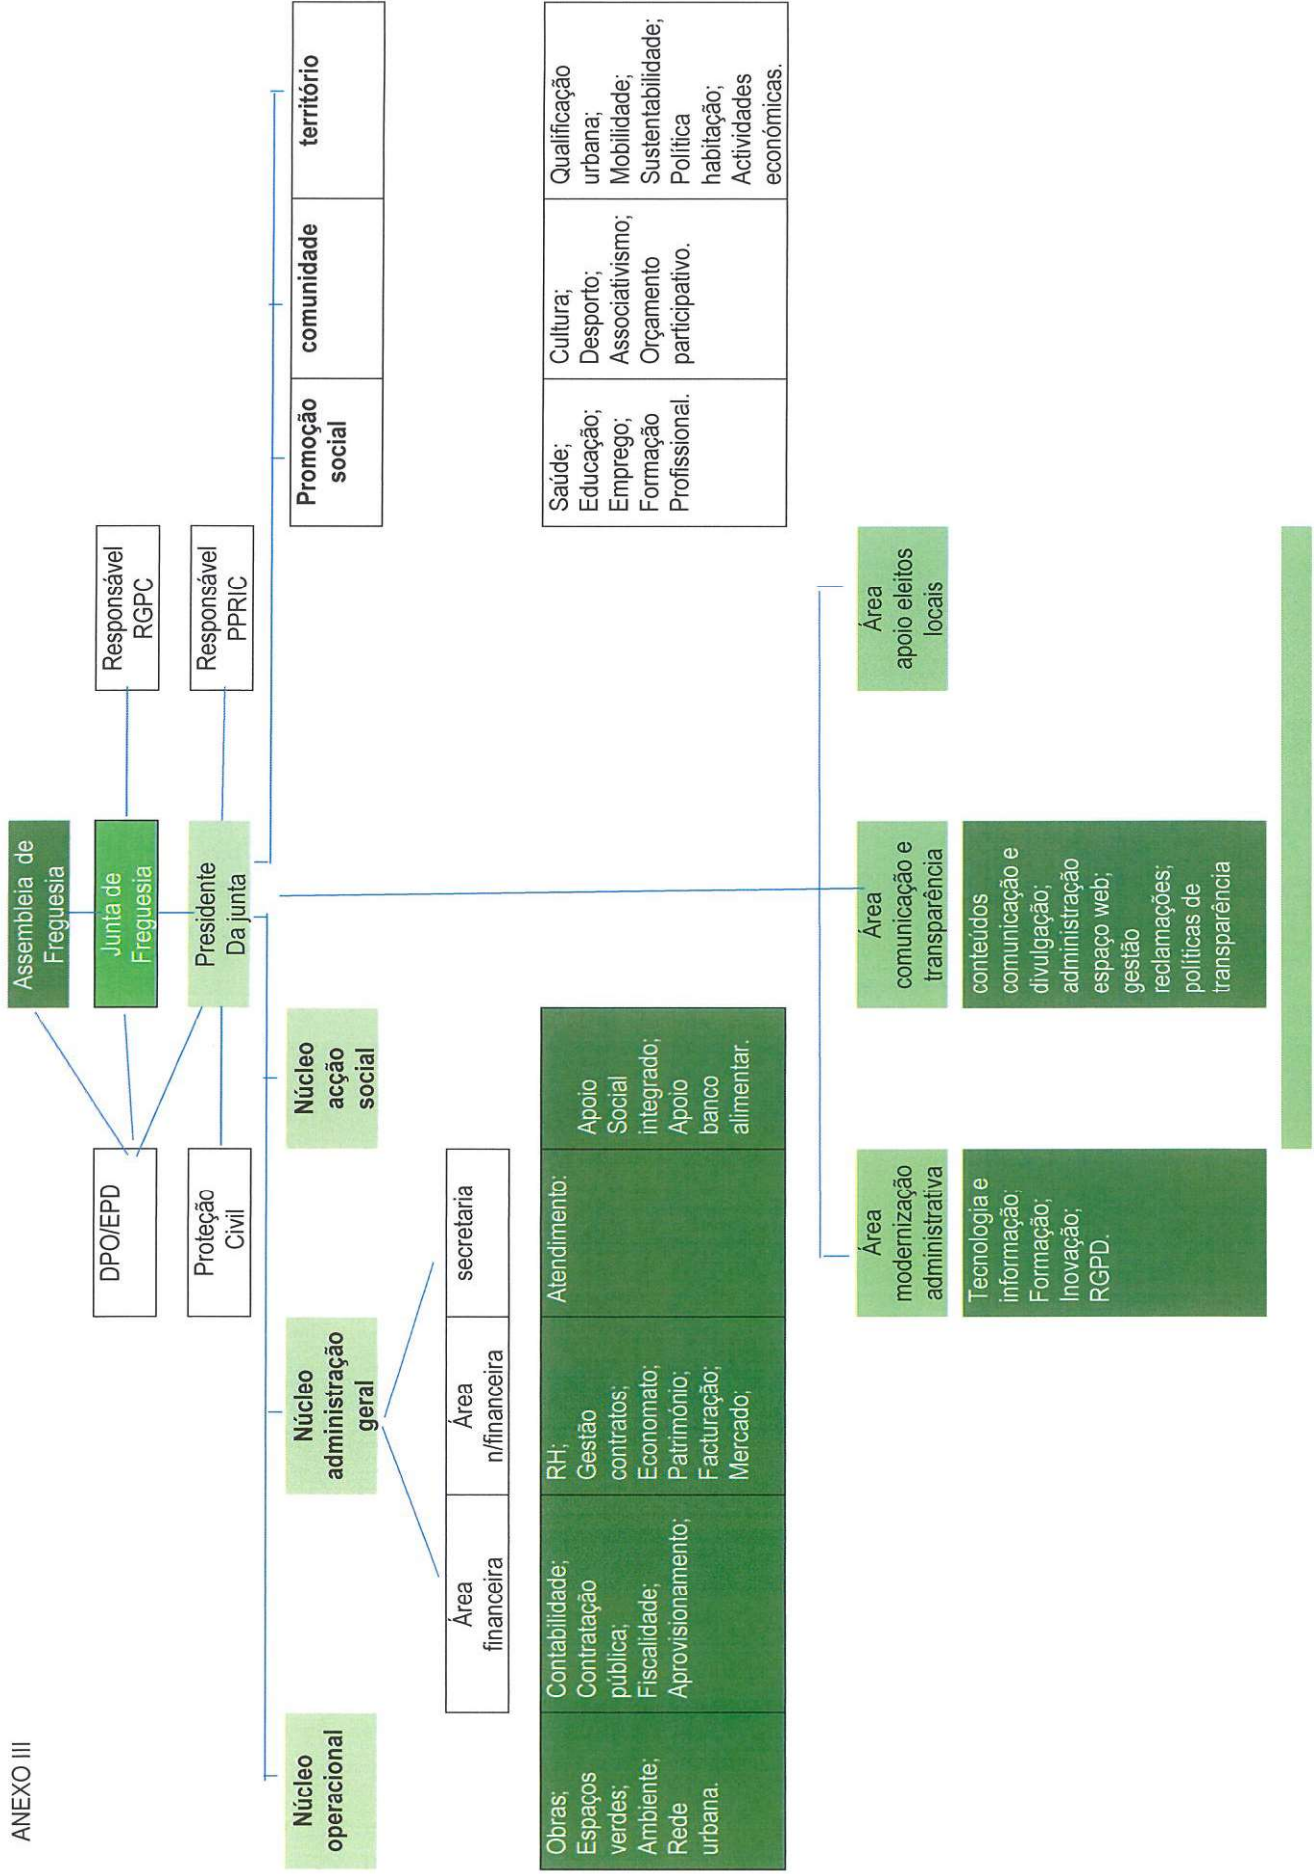 ANEXO III
Assembleia de
Freguesia
DPO/EPD
Junta de
Freguesia
Responsável
RGPC
Proteção
Civil
Presidente
Da junta
Responsável
PPRIC
Núcleo
operacional
Núcleo
administração
geral
Núcleo
acção
social
Promoção
social
comunidade
território
Área
financeira
Área
n/financeira
secretaria
Obras;
Espaços
verdes;
Ambiente;
Rede
urbana.
Contabilidade;
Contratação
pública;
Fiscalidade;
Aprovisionamento;
RH;
Gestão
contratos;
Economato;
Património;
Facturação;
Mercado;
Atendimento:
Apoio
Social
integrado;
Apoio
banco
alimentar.
Saúde;
Educação;
Emprego;
Formação
Profissional.
Cultura;
Desporto;
Associativismo;
Orçamento
participativo.
Qualificação
urbana;
Mobilidade;
Sustentabilidade;
Política
habitação;
Actividades
económicas.
Área
modernização
administrativa
Área
comunicação e
transparência
Área
apoio eleitos
locais
Tecnologia e
informação;
Formação;
Inovação;
RGPD.
conteúdos
comunicação e
divulgação;
administração
espaço web;
gestão
reclamações;
políticas de
transparência